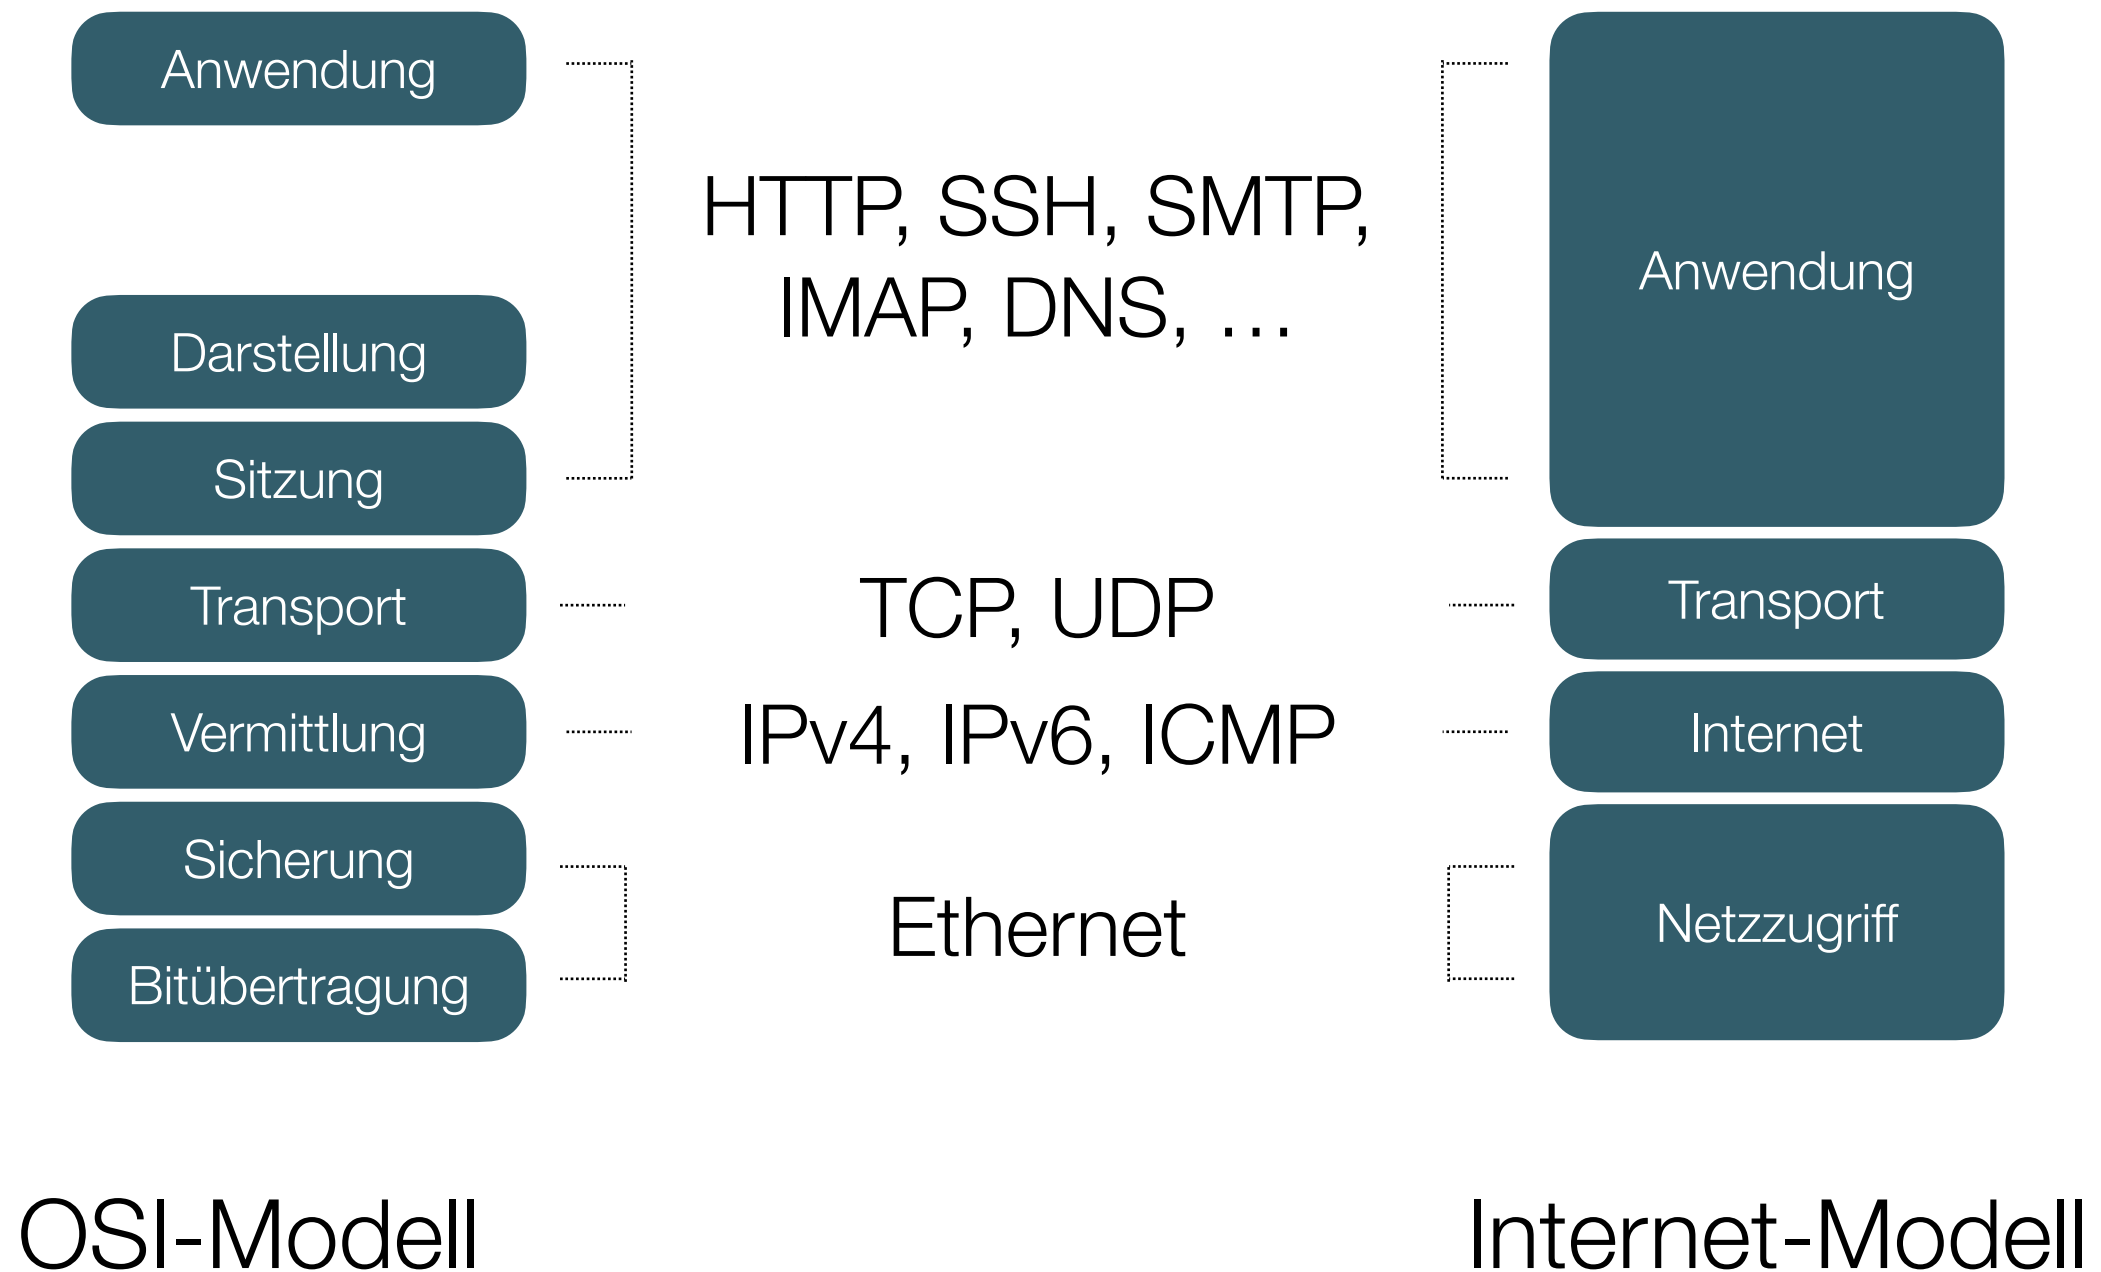 Anwendung
Darstellung
Sitzung
Transport
Vermittlung
Sicherung
Bitübertragung
OSI-Modell
HTTP, SSH, SMTP,
IMAP, DNS, …
TCP, UDP
IPv4, IPv6, ICMP
Ethernet
Anwendung
Transport
Internet
Netzzugriff
Internet-Modell